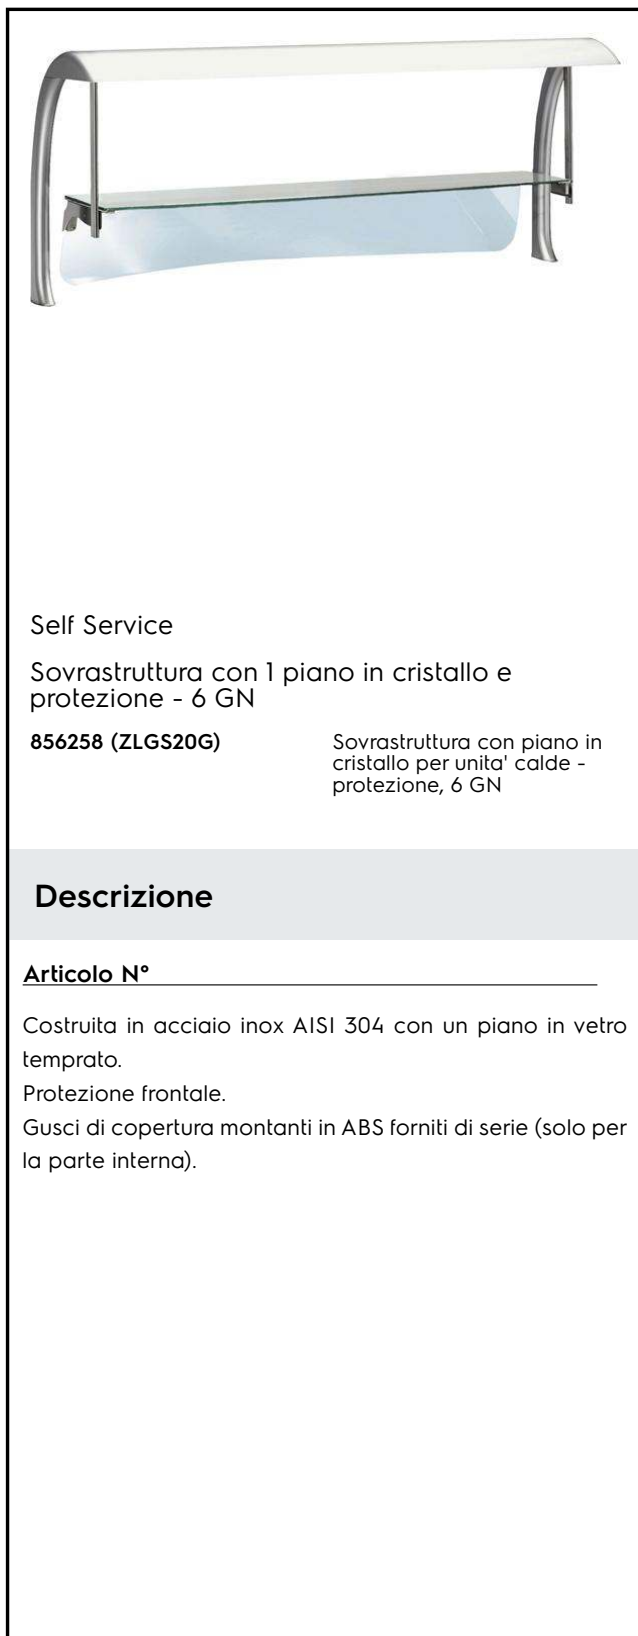 Self Service
Sovrastruttura con 1 piano in cristallo e
protezione - 6 GN
856258 (ZLGS20G)
Sovrastruttura con piano in
cristallo per unita' calde -
protezione, 6 GN
Descrizione
Articolo N°
Costruita in acciaio inox AISI 304 con un piano in vetro
temprato.
Protezione frontale.
Gusci di copertura montanti in ABS forniti di serie (solo per
la parte interna).